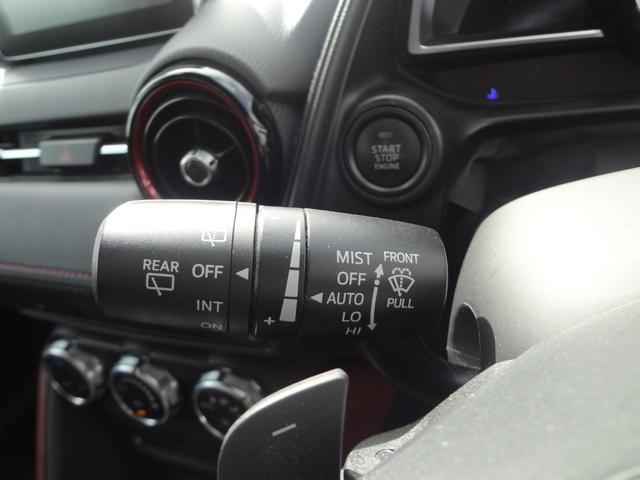 START
STOP
ENGINE
REAR
OFF
INT
ON
+
MIST
OFF
AUTO
LO
HI
FRONT
PULL